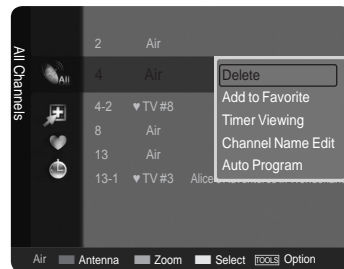 All Channels
All
2 Air
4 Air
4-2 ♥ TV #8
8 Air
13 Air
13-1 ♥ TV #3 Alice
Delete
Add to Favorite
Timer Viewing
Channel Name Edit
Auto Program
Air Antenna Zoom Select TOOLS Option